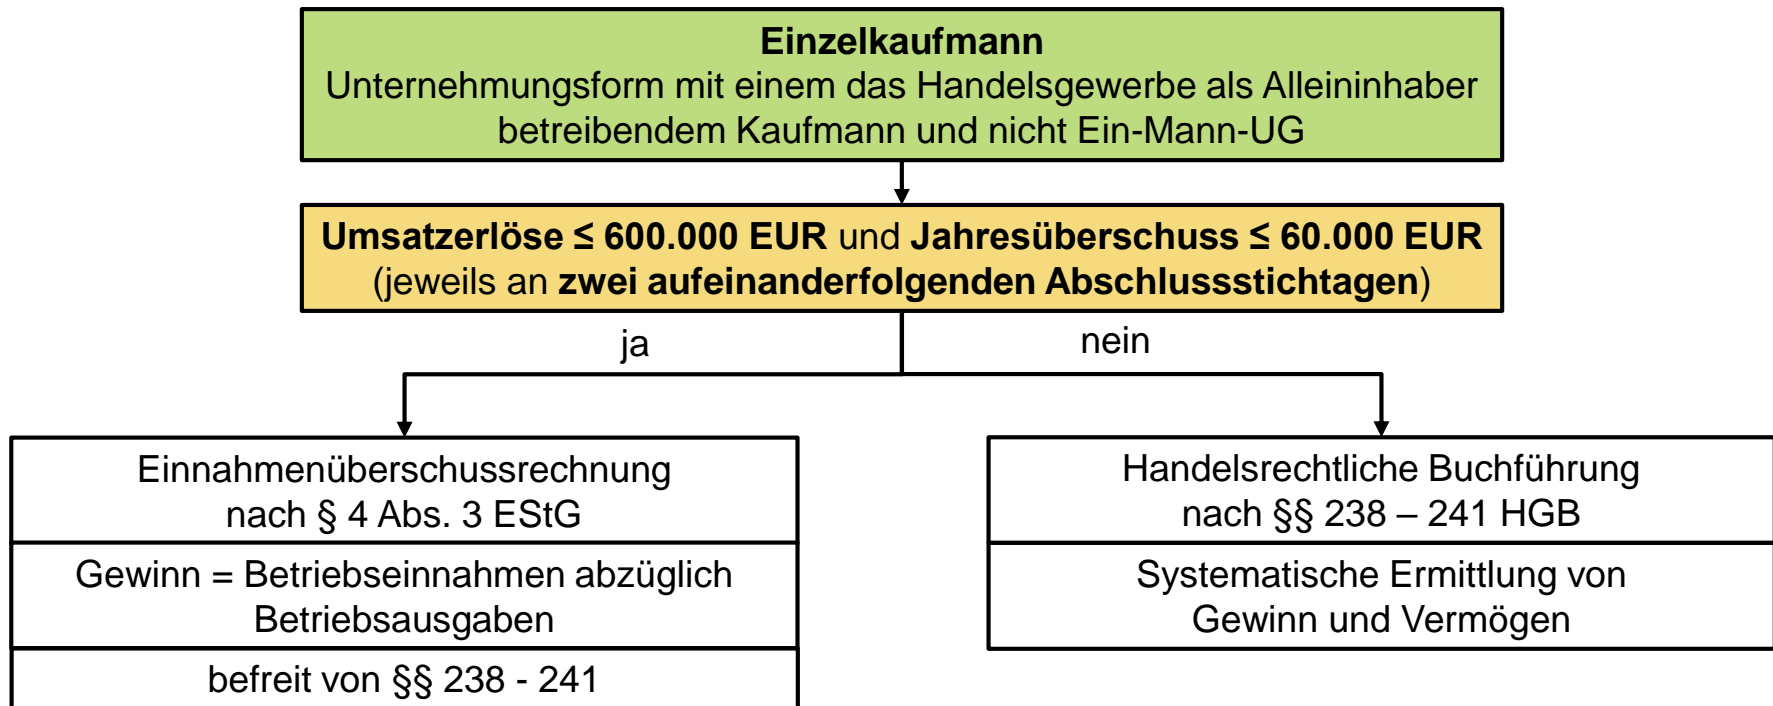 Einzelkaufmann
Unternehmungsform mit einem das Handelsgewerbe als Alleininhaber
betreibendem Kaufmann und nicht Ein-Mann-UG
Umsatzerlöse ≤ 600.000 EUR und Jahresüberschuss ≤ 60.000 EUR
(jeweils an zwei aufeinanderfolgenden Abschlussstichtagen)
ja
nein
Einnahmenüberschussrechnung
nach § 4 Abs. 3 EStG
Gewinn = Betriebseinnahmen abzüglich
Betriebsausgaben
befreit von §§ 238 - 241
Handelsrechtliche Buchführung
nach §§ 238 – 241 HGB
Systematische Ermittlung von
Gewinn und Vermögen